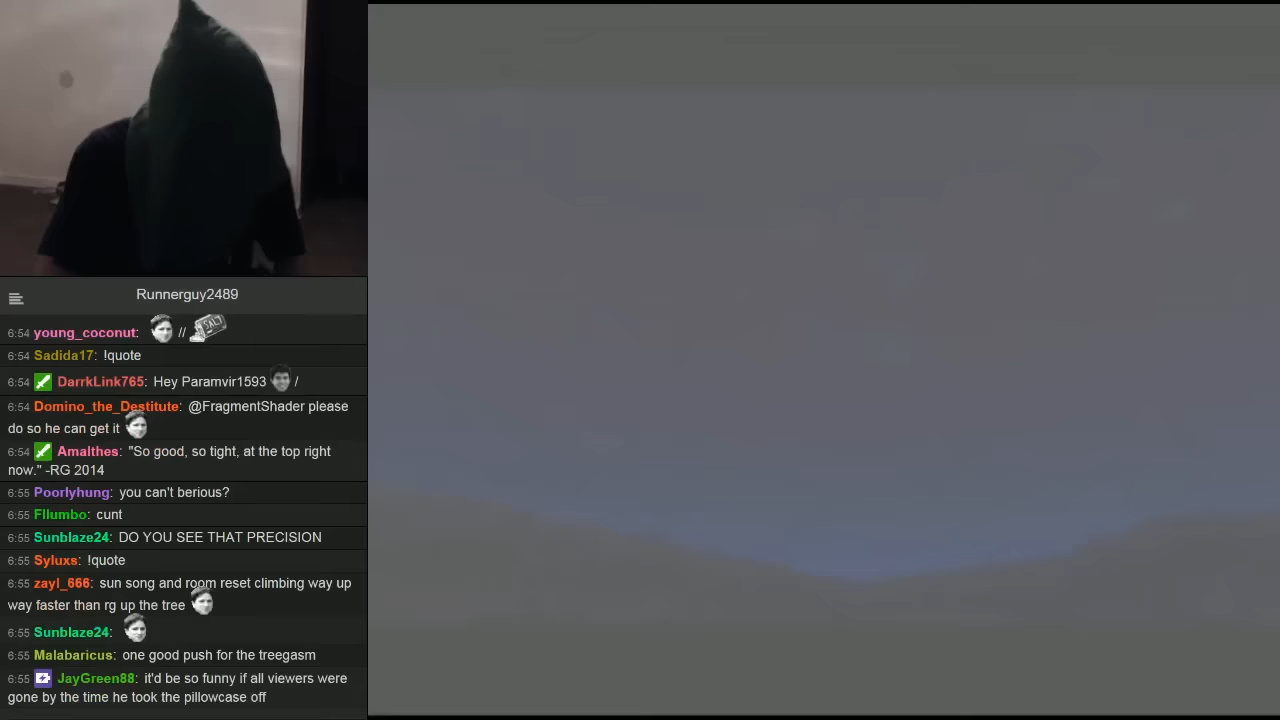 Runnerguy2489
6:54 young_coconut: // SALT
6:54 Sadida17: !quote
6:54 DarrkLink765: Hey Paramvir1593 /
Domino_the_Destitute: @FragmentShader please
6:54 do so he can get it
6:54 Amalthes: "So good, so tight, at the top right
now." -RG 2014
6:55 Poorlyhung: you can't berious?
6:55 Fllumbo: cunt
6:55 Sunblaze24: DO YOU SEE THAT PRECISION
6:55 Syluxs: !quote
6:55 zayl_666: sun song and room reset climbing way up
way faster than rg up the tree
6:55 Sunblaze24:
6:55 Malabaricus: one good push for the treegasm
6:55 JayGreen88: it'd be so funny if all viewers were
gone by the time he took the pillowcase off